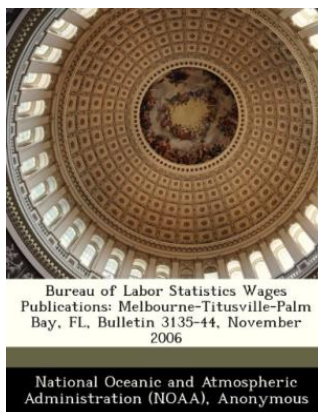 Bureau of Labor Statistics Wages
Publications: Melbourne-Titusville-Palm
Bay, FL, Bulletin 3135-44, November
2006
National Oceanic and Atmospheric
Administration (NOAA), Anonymous